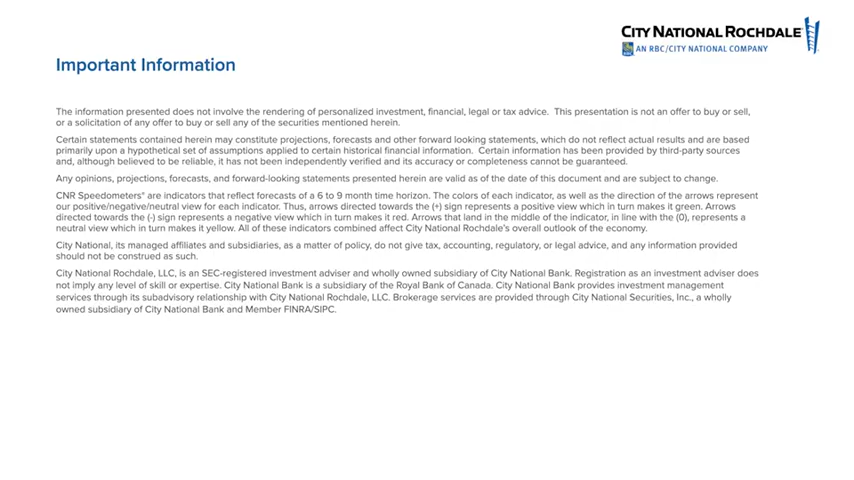 CITY NATIONAL ROCHDALE
RBC AN RBC/CITY NATIONAL COMPANY
Important Information
The information presented does not involve the rendering of personalized investment, financial, legal or tax advice.  This presentation is not an offer to buy or sell,
or a solicitation of any offer to buy or sell any of the securities mentioned herein.
Certain statements contained herein may constitute projections, forecasts and other forward looking statements, which do not reflect actual results and are based
primarily upon a hypothetical set of assumptions applied to certain historical financial information.  Certain information has been provided by third-party sources
and, although believed to be reliable, it has not been independently verified and its accuracy or completeness cannot be guaranteed.
Any opinions, projections, forecasts, and forward-looking statements presented herein are valid as of the date of this document and are subject to change.
CNR Speedometers® are indicators that reflect forecasts of a 6 to 9 month time horizon. The colors of each indicator, as well as the direction of the arrows represent
our positive/negative/neutral view for each indicator. Thus, arrows directed towards the (+) sign represents a positive view which in turn makes it green. Arrows
directed towards the (-) sign represents a negative view which in turn makes it red. Arrows that land in the middle of the indicator, in line with the (0), represents a
neutral view which in turn makes it yellow. All of these indicators combined affect City National Rochdale's overall outlook of the economy.
City National, its managed affiliates and subsidiaries, as a matter of policy, do not give tax, accounting, regulatory, or legal advice, and any information provided
should not be construed as such.
City National Rochdale, LLC, is an SEC-registered investment adviser and wholly owned subsidiary of City National Bank. Registration as an investment adviser does
not imply any level of skill or expertise. City National Bank is a subsidiary of the Royal Bank of Canada. City National Bank provides investment management
services through its subadvisory relationship with City National Rochdale, LLC. Brokerage services are provided through City National Securities, Inc., a wholly
owned subsidiary of City National Bank and Member FINRA/SIPC.